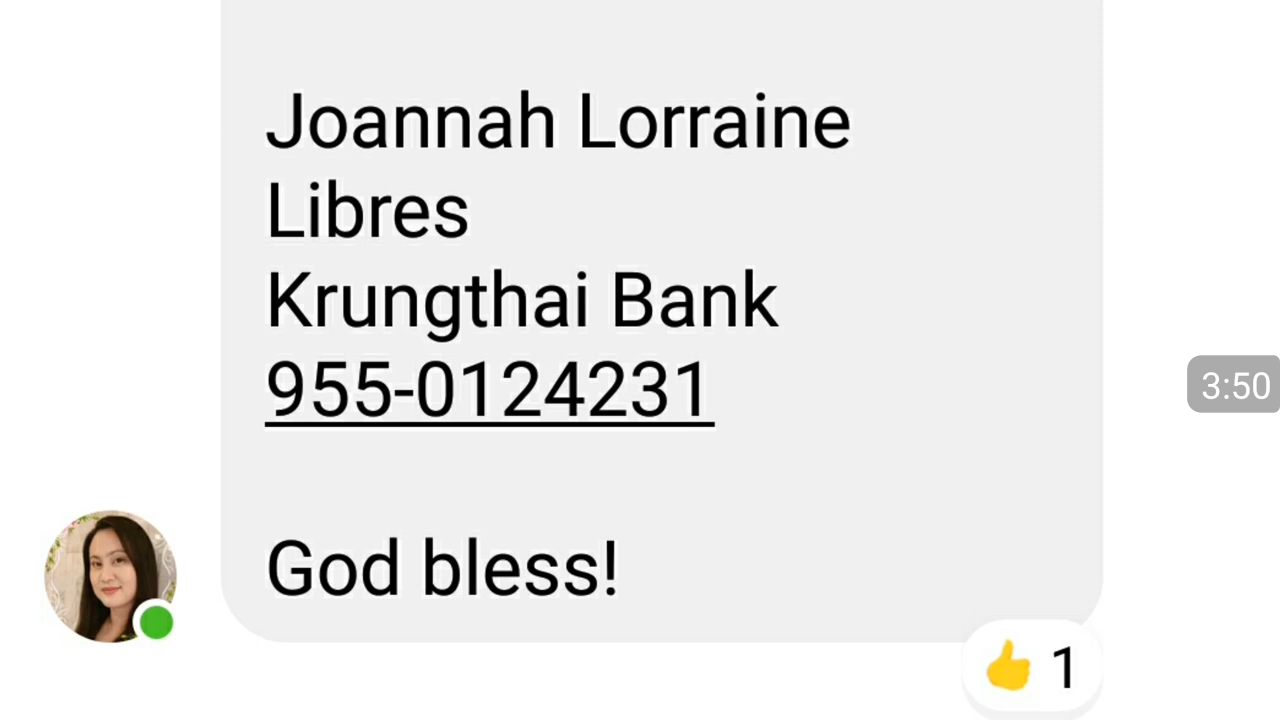 Joannah Lorraine
Libres
Krungthai Bank
955-0124231
God bless!
3:50
👍 1